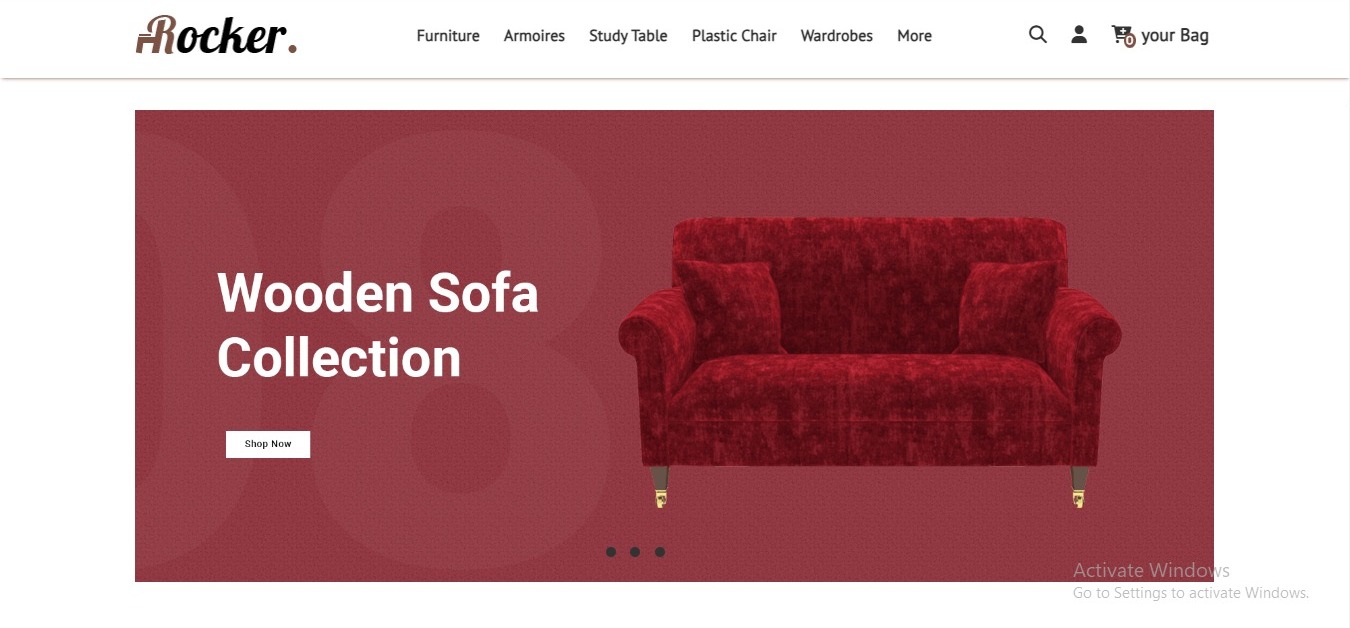 Rocker.
Furniture Armoires Study Table Plastic Chair Wardrobes More
0 your Bag
08
Wooden Sofa
Collection
Shop Now
Activate Windows
Go to Settings to activate Windows.